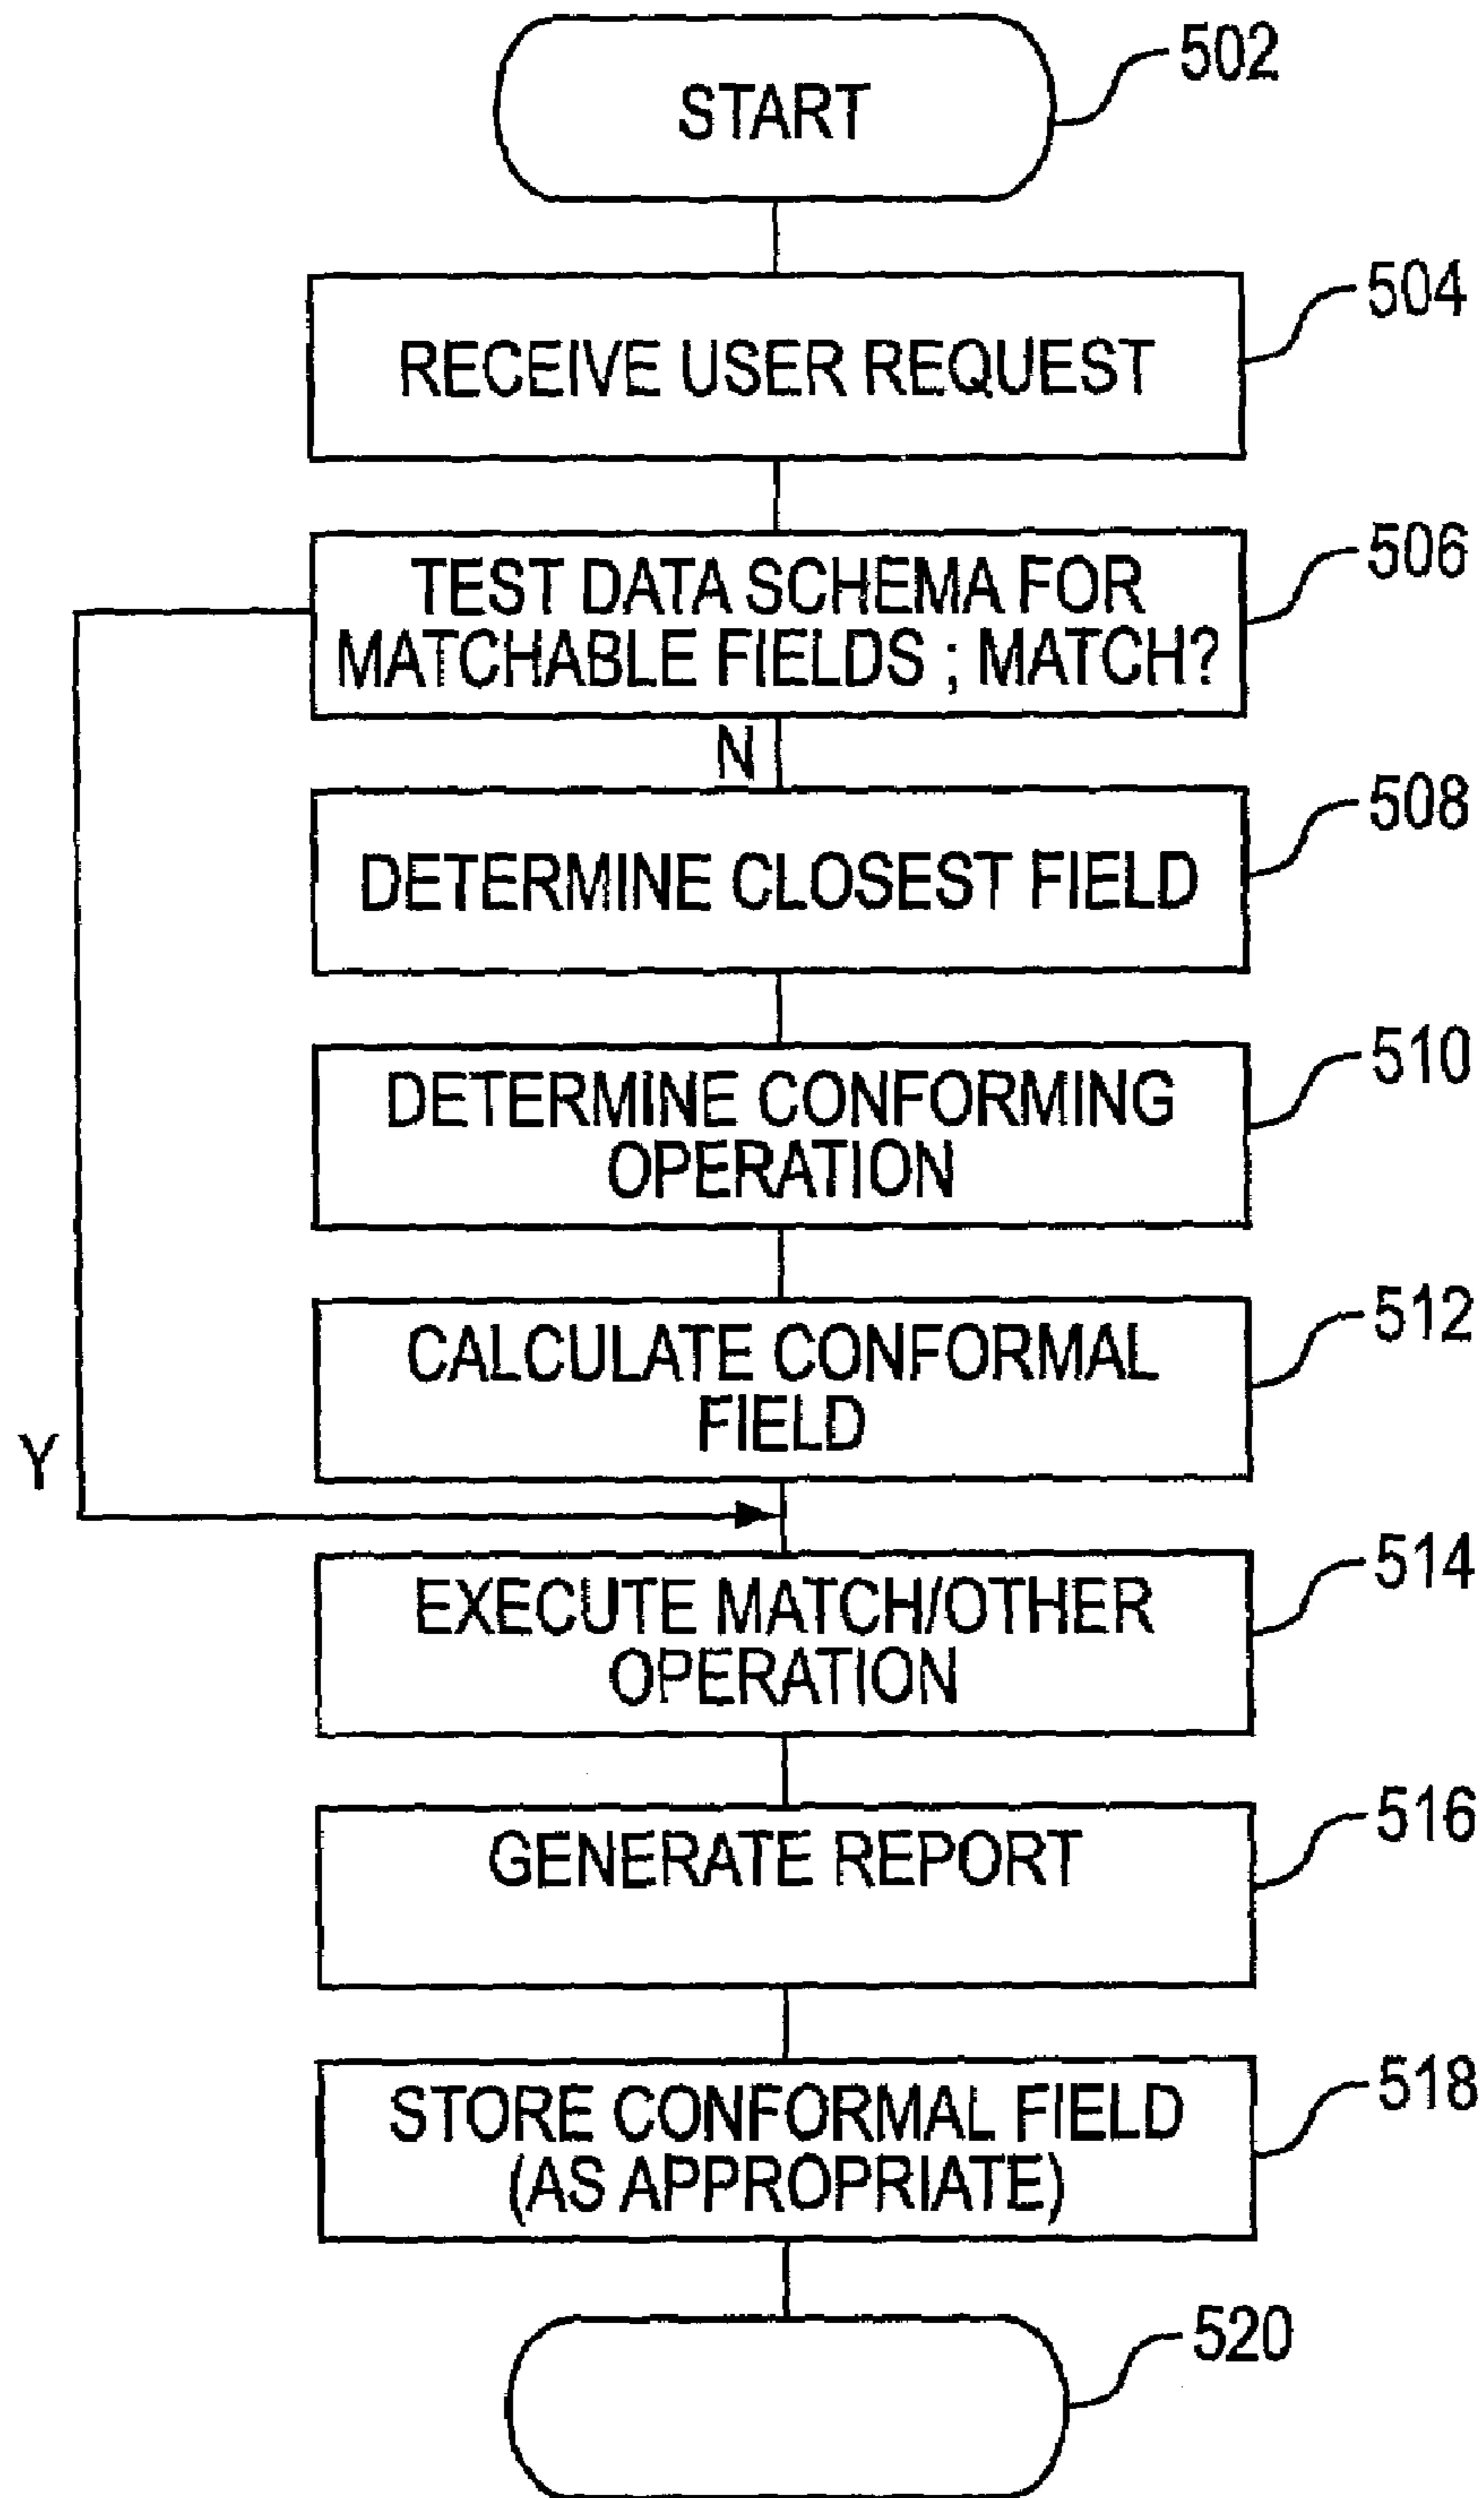 START
502
RECEIVE USER REQUEST
504
TEST DATA SCHEMA FOR
MATCHABLE FIELDS ; MATCH?
506
N
DETERMINE CLOSEST FIELD
508
DETERMINE CONFORMING
OPERATION
510
CALCULATE CONFORMAL
FIELD
512
Y
EXECUTE MATCH/OTHER
OPERATION
514
GENERATE REPORT
516
STORE CONFORMAL FIELD
(AS APPROPRIATE)
518
520